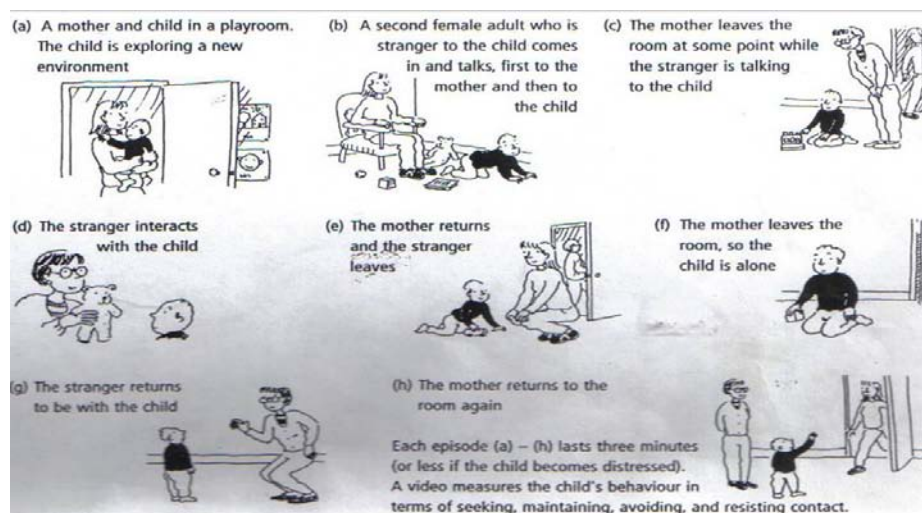 (a) A mother and child in a playroom.
The child is exploring a new
environment
(b) A second female adult who is
stranger to the child comes
in and talks, first to the
mother and then to
the child
(c) The mother leaves the
room at some point while
the stranger is talking
to the child
(d) The stranger interacts
with the child
(e) The mother returns
and the stranger
leaves
(f) The mother leaves the
room, so the
child is alone
(g) The stranger returns
to be with the child
(h) The mother returns to the
room again
Each episode (a) – (h) lasts three minutes
(or less if the child becomes distressed).
A video measures the child's behaviour in
terms of seeking, maintaining, avoiding, and resisting contact.